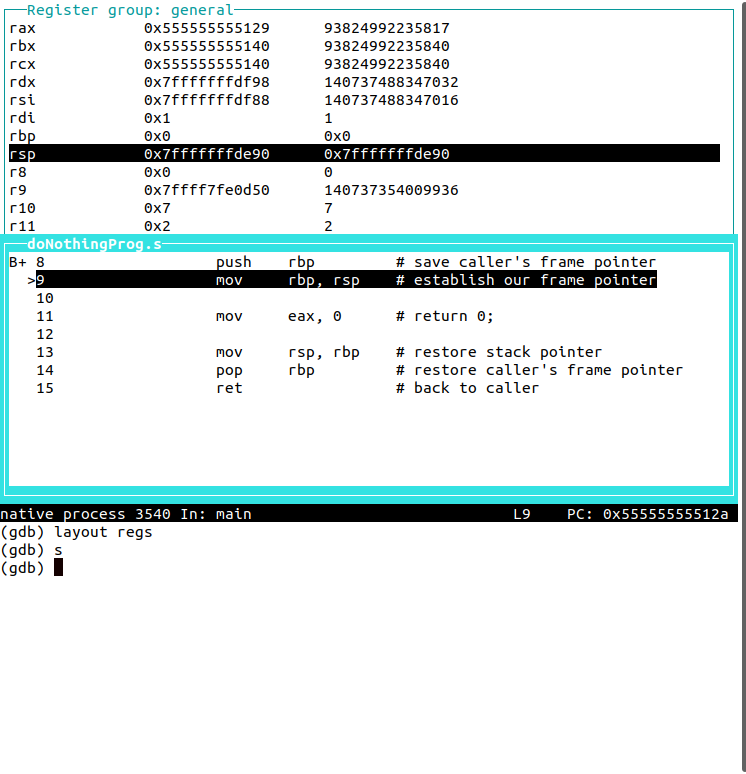 Register group: general
rax 0x555555555129 93824992235817
rbx 0x555555555140 93824992235840
rcx 0x555555555140 93824992235840
rdx 0x7fffffffdf98 140737488347032
rsi 0x7fffffffdf88 140737488347016
rdi 0x1 1
rbp 0x0 0x0
rsp 0x7fffffffde90 0x7fffffffde90
r8 0x0 0
r9 0x7ffff7fe0d50 140737354009936
r10 0x7 7
r11 0x2 2
doNothingProg.s
B+ 8 push rbp # save caller's frame pointer
>9 mov rbp, rsp # establish our frame pointer
10
11 mov eax, 0 # return 0;
12
13 mov rsp, rbp # restore stack pointer
14 pop rbp # restore caller's frame pointer
15 ret # back to caller
native process 3540 In: main L9 PC: 0x55555555512a
(gdb) layout regs
(gdb) s
(gdb)